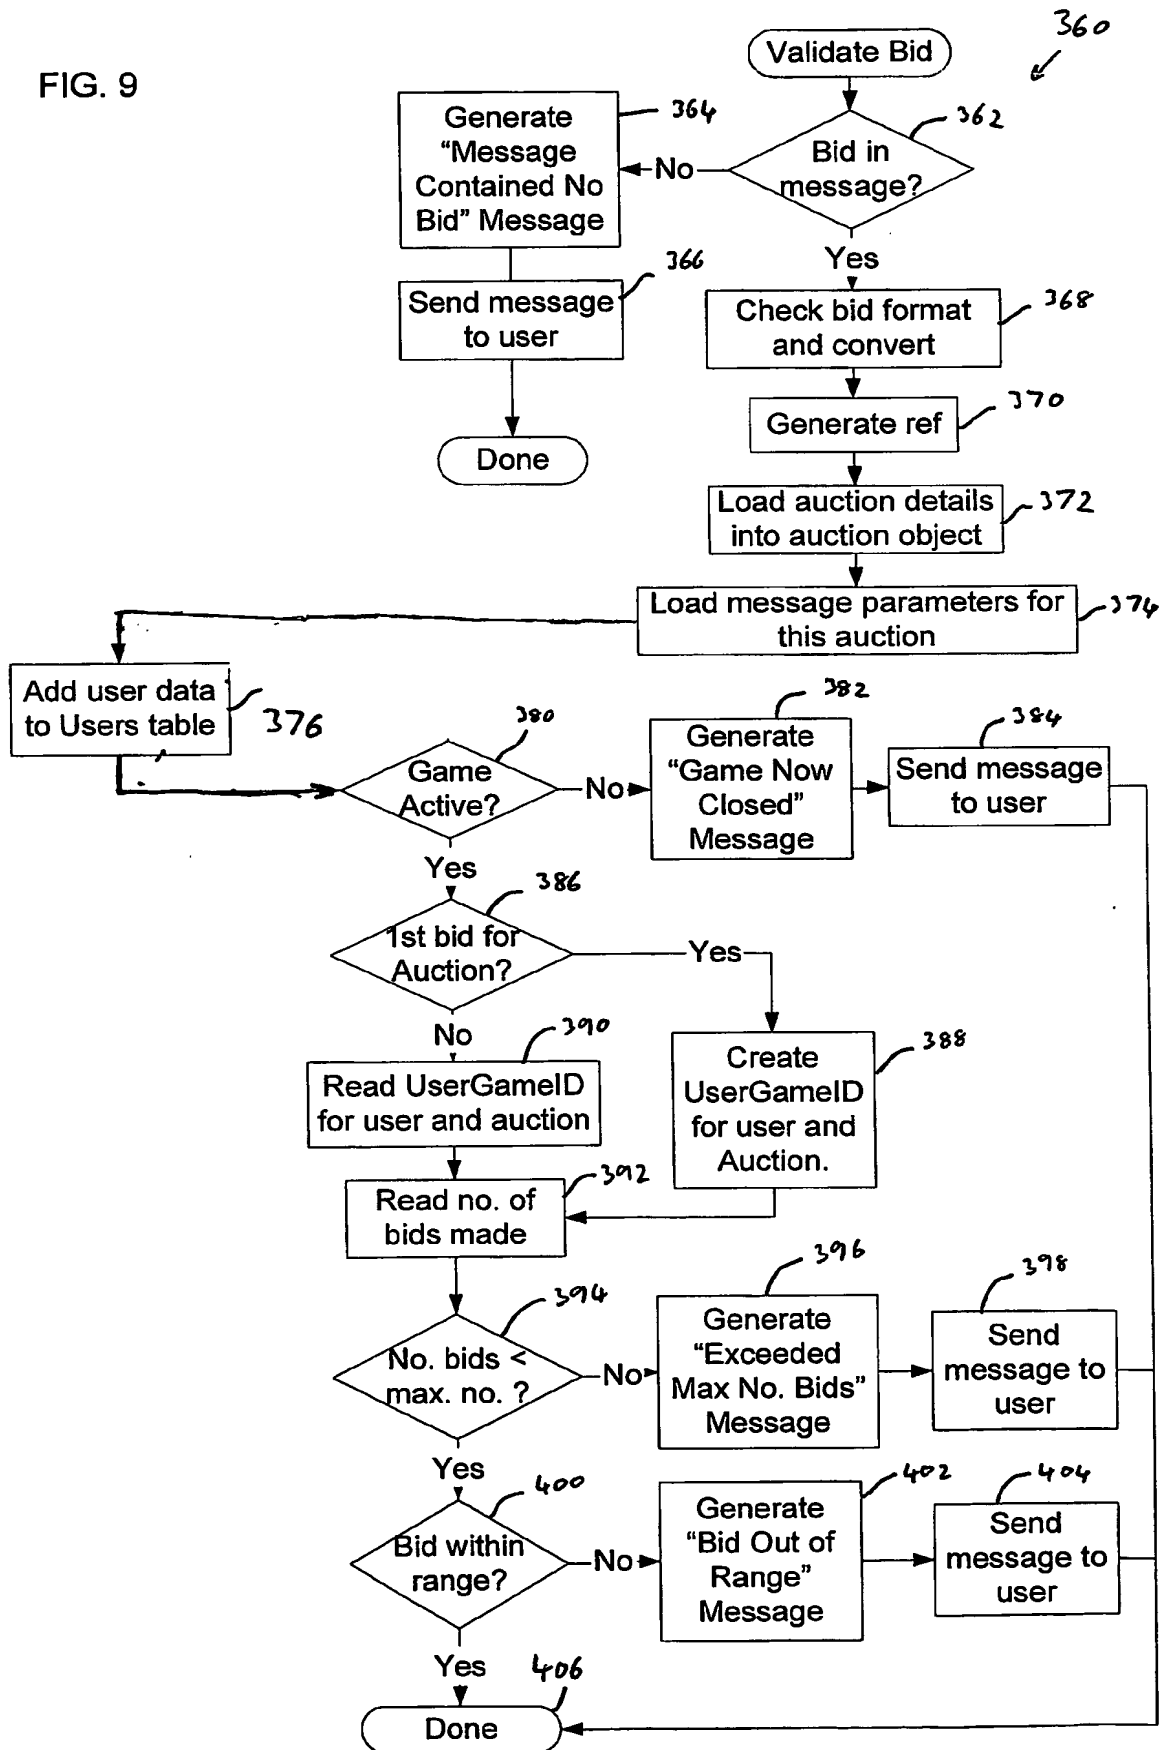 FIG. 9
360
Validate Bid
362
Bid in
message?
No
364
Generate
“Message
Contained No
Bid” Message
366
Send message
to user
Done
Yes
368
Check bid format
and convert
370
Generate ref
372
Load auction details
into auction object
374
Load message parameters for
this auction
Add user data
to Users table
376
380
Game
Active?
No
382
Generate
“Game Now
Closed”
Message
384
Send message
to user
Yes
386
1st bid for
Auction?
Yes
388
Create
UserGameID
for user and
Auction.
No
390
Read UserGameID
for user and auction
392
Read no. of
bids made
394
No. bids <
max. no. ?
No
396
Generate
“Exceeded
Max No. Bids”
Message
398
Send
message to
user
Yes
400
Bid within
range?
No
402
Generate
“Bid Out of
Range”
Message
404
Send
message to
user
Yes
406
Done